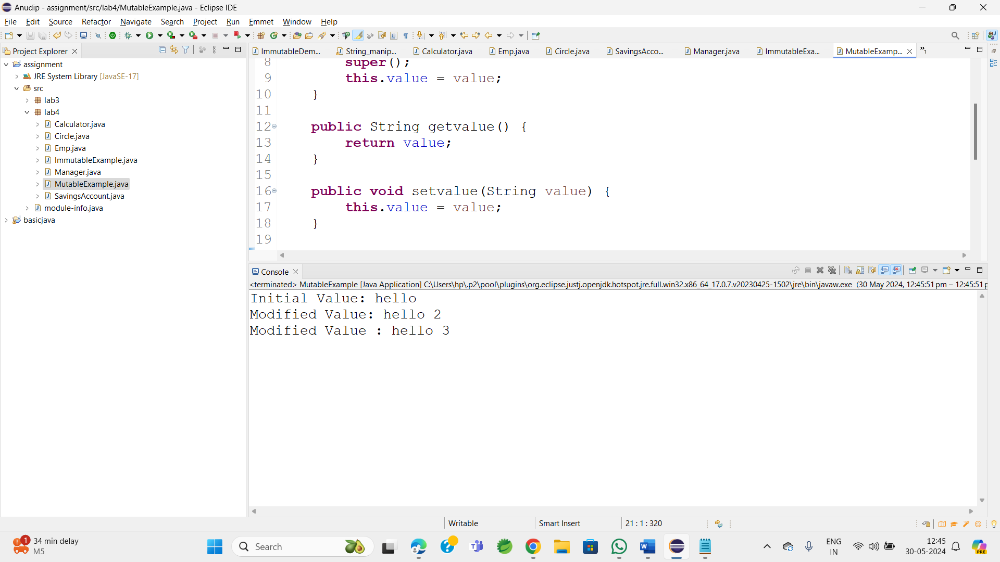 Anudip - assignment/src/lab4/MutableExample.java - Eclipse IDE
File Edit Source Refactor Navigate Search Project Run Emmet Window Help
Project Explorer
assignment
JRE System Library [JavaSE-17]
src
lab3
lab4
Calculator.java
Circle.java
Emp.java
ImmutableExample.java
Manager.java
MutableExample.java
SavingsAccount.java
module-info.java
basicjava
ImmutableDem... String_manip... Calculator.java Emp.java Circle.java SavingsAcco... Manager.java ImmutableExa... MutableExamp... »1
8 super();
9 this.value = value;
10 }
11
12 public String getvalue() {
13 return value;
14 }
15
16 public void setvalue(String value) {
17 this.value = value;
18 }
19
Console
<terminated> MutableExample [Java Application] C:\Users\hp\.p2\pool\plugins\org.eclipse.justj.openjdk.hotspot.jre.full.win32.x86_64_17.0.7.v20230425-1502\jre\bin\javaw.exe (30 May 2024, 12:45:51 pm – 12:45:51 p
Initial Value: hello
Modified Value: hello 2
Modified Value : hello 3
Writable Smart Insert 21 : 1 : 320
1
34 min delay
M5
Search
ENG
IN
12:45
30-05-2024
PRE